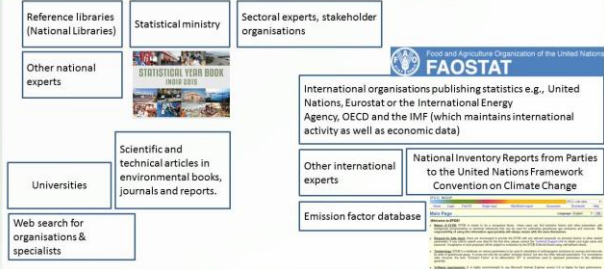 Reference libraries
(National Libraries)
Statistical ministry
Sectoral experts, stakeholder
organisations
Other national
experts
STATISTICAL YEAR BOOK
INDIA 2015
Food and Agriculture Organization of the United Nations
FAOSTAT
International organisations publishing statistics e.g., United
Nations, Eurostat or the International Energy
Agency, OECD and the IMF (which maintains international
activity as well as economic data)
Scientific and
technical articles in
environmental books,
journals and reports.
Universities
Web search for
organisations &
specialists
Other international
experts
National Inventory Reports from Parties
to the United Nations Framework
Convention on Climate Change
Emission factor database
Main Page